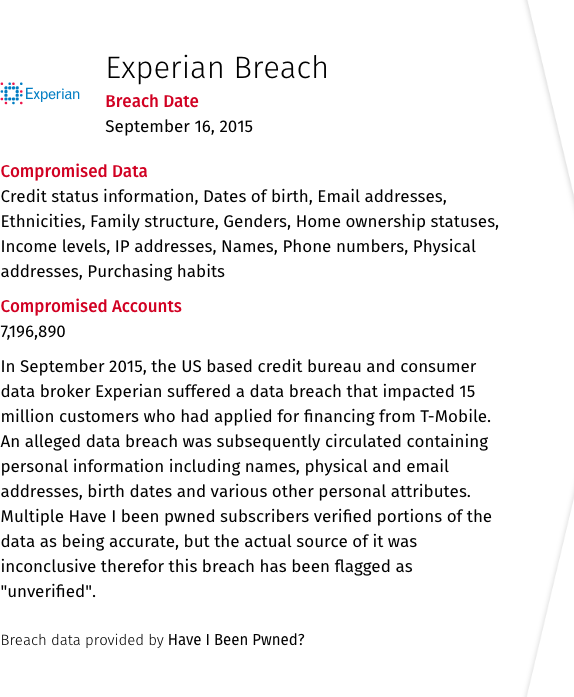 Experian Breach
Experian
Breach Date
September 16, 2015
Compromised Data
Credit status information, Dates of birth, Email addresses,
Ethnicities, Family structure, Genders, Home ownership statuses,
Income levels, IP addresses, Names, Phone numbers, Physical
addresses, Purchasing habits
Compromised Accounts
7,196,890
In September 2015, the US based credit bureau and consumer
data broker Experian suffered a data breach that impacted 15
million customers who had applied for financing from T-Mobile.
An alleged data breach was subsequently circulated containing
personal information including names, physical and email
addresses, birth dates and various other personal attributes.
Multiple Have I been pwned subscribers verified portions of the
data as being accurate, but the actual source of it was
inconclusive therefor this breach has been flagged as
"unverified".
Breach data provided by Have I Been Pwned?